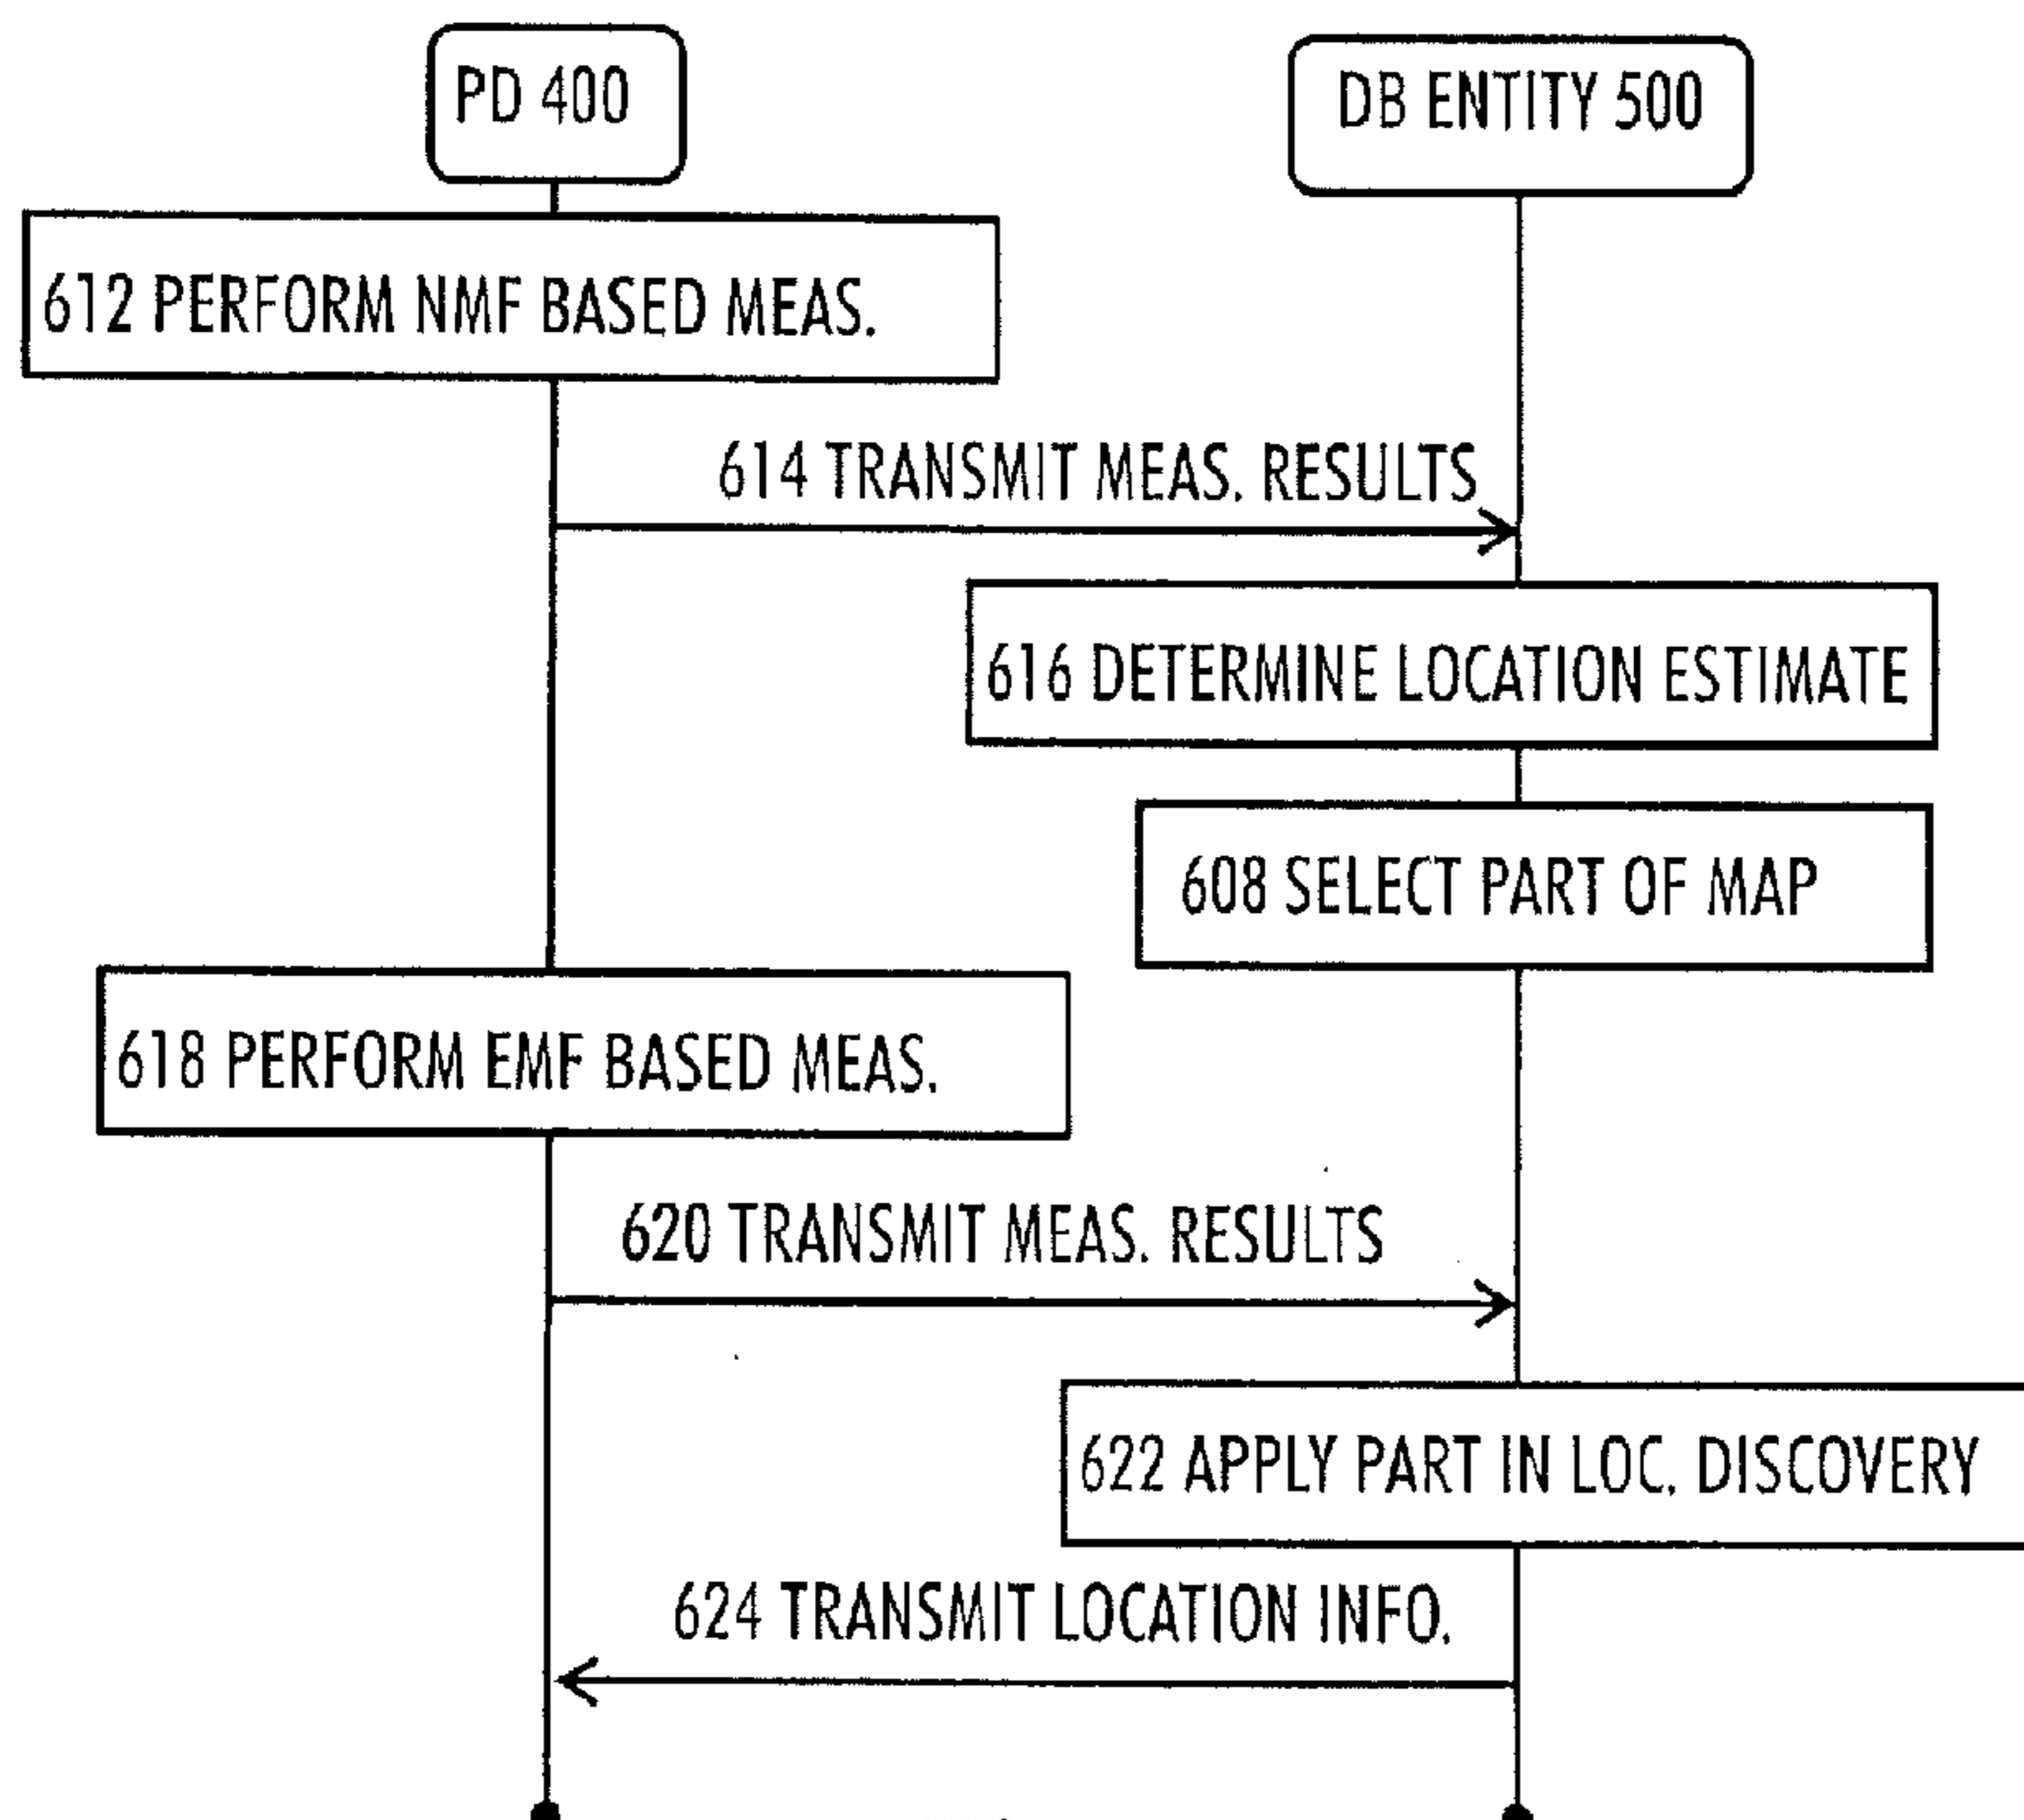 PD 400
DB ENTITY 500
612 PERFORM NMF BASED MEAS.
614 TRANSMIT MEAS. RESULTS
616 DETERMINE LOCATION ESTIMATE
608 SELECT PART OF MAP
618 PERFORM EMF BASED MEAS.
620 TRANSMIT MEAS. RESULTS
622 APPLY PART IN LOC. DISCOVERY
624 TRANSMIT LOCATION INFO.